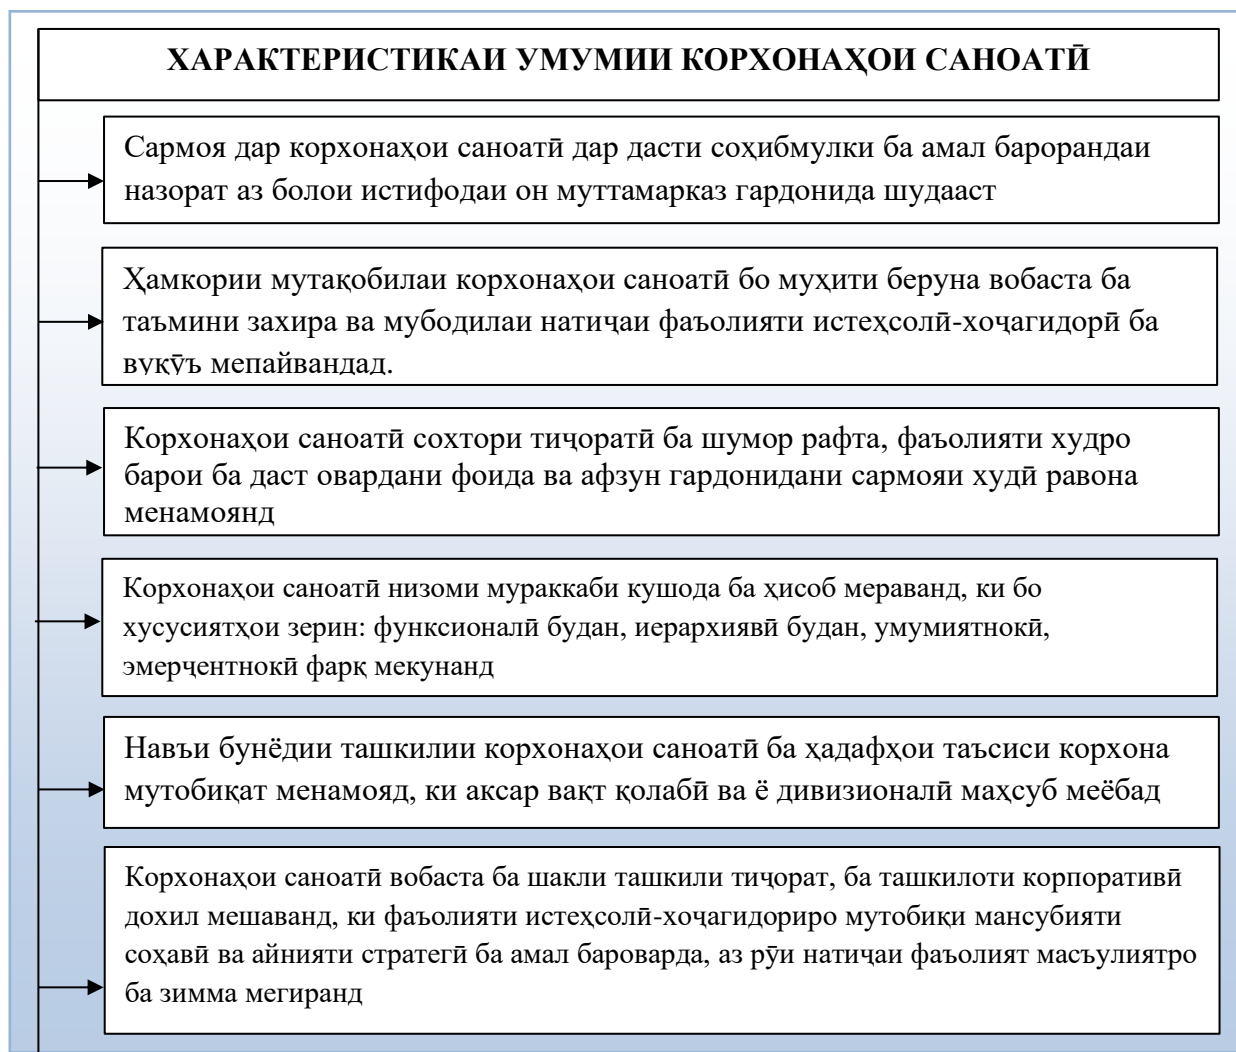 ХАРАКТЕРИСТИКАИ УМУМИИ КОРХОНАҲОИ САНОАТӢ
Сармоя дар корхонаҳои саноатӣ дар дасти соҳибмулки ба амал барорандаи
назорат аз болои истифодаи он муттамарказ гардонида шудааст
Ҳамкории мутақобилаи корхонаҳои саноатӣ бо муҳити беруна вобаста ба
таъмини захира ва мубодилаи натиҷаи фаъолияти истеҳсолӣ-хоҷагидорӣ ба
вуқӯъ мепайвандад.
Корхонаҳои саноатӣ сохтори тиҷоратӣ ба шумор рафта, фаъолияти худро
барои ба даст овардани фоида ва афзун гардонидани сармояи худӣ равона
менамоянд
Корхонаҳои саноатӣ низоми мураккаби кушода ба ҳисоб мераванд, ки бо
хусусиятҳои зерин: функсионалӣ будан, иерархиявӣ будан, умумиятнокӣ,
эмерҷентнокӣ фарқ мекунанд
Навъи бунёдии ташкилии корхонаҳои саноатӣ ба ҳадафҳои таъсиси корхона
мутобиқат менамояд, ки аксар вақт қолабӣ ва ё дивизионалӣ маҳсуб меёбад
Корхонаҳои саноатӣ вобаста ба шакли ташкили тиҷорат, ба ташкилоти корпоративӣ
дохил мешаванд, ки фаъолияти истеҳсолӣ-хоҷагидориро мутобиқи мансубияти
соҳавӣ ва айнияти стратегӣ ба амал бароварда, аз рӯи натиҷаи фаъолият масъулиятро
ба зимма мегиранд